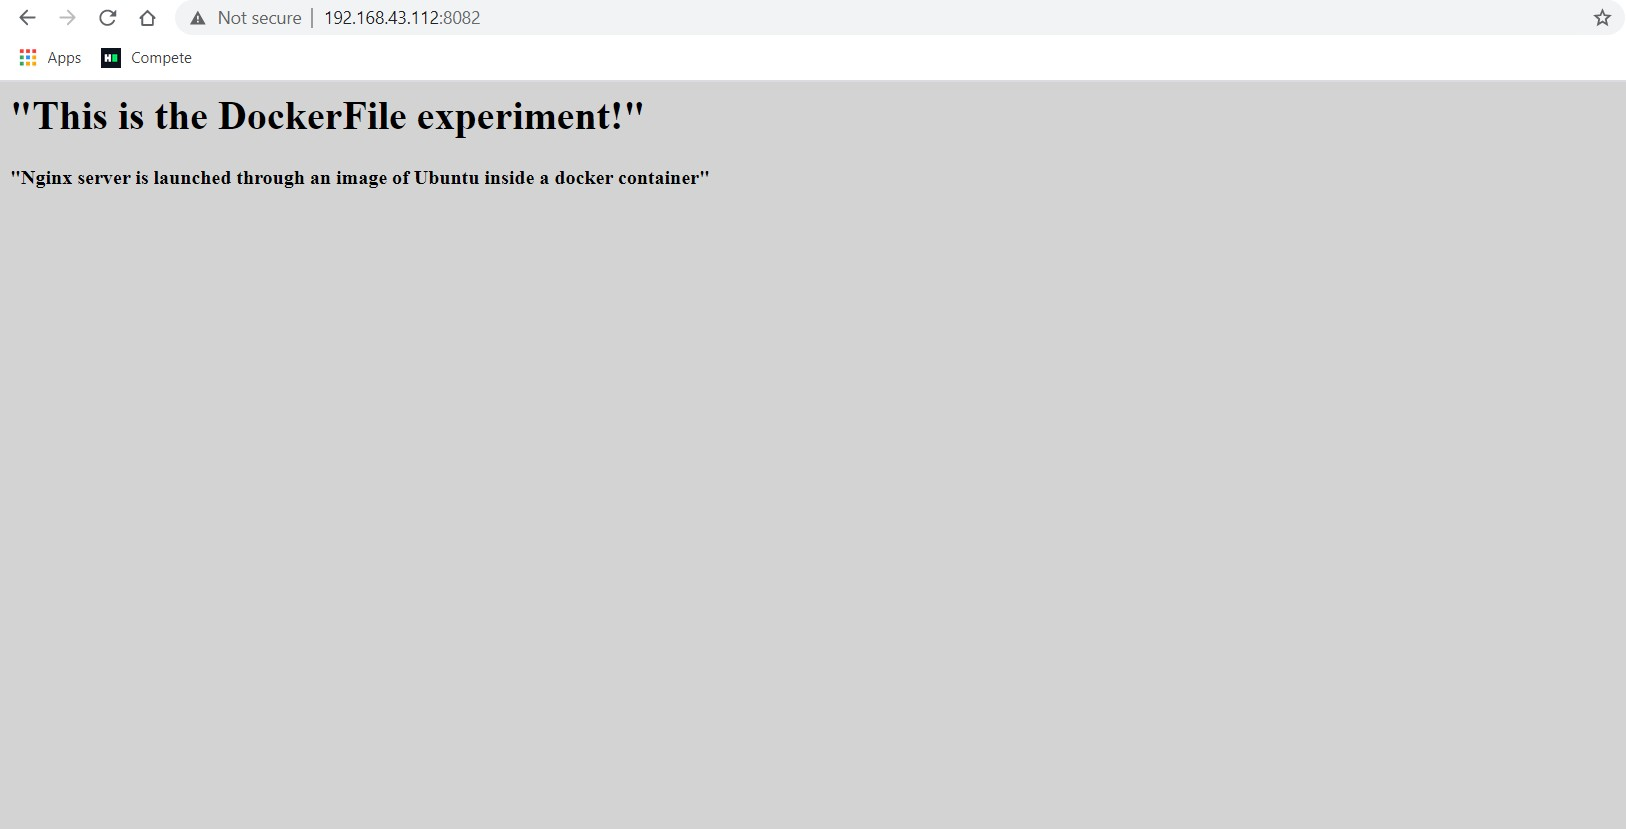 Not secure | 192.168.43.112:8082
Apps Compete
"This is the DockerFile experiment!"
"Nginx server is launched through an image of Ubuntu inside a docker container"